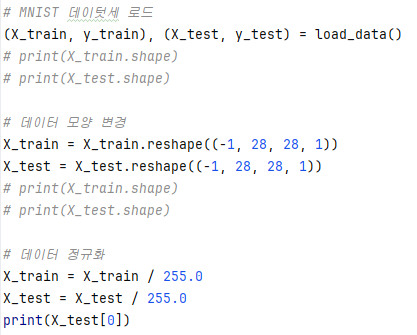 # MNIST 데이텃세 로드
(X_train, y_train), (X_test, y_test) = load_data()
# print(X_train.shape)
# print(X_test.shape)
# 데이터 모양 변경
X_train = X_train.reshape((-1, 28, 28, 1))
X_test = X_test.reshape((-1, 28, 28, 1))
# print(X_train.shape)
# print(X_test.shape)
# 데이터 정규화
X_train = X_train / 255.0
X_test = X_test / 255.0
print(X_test[0])